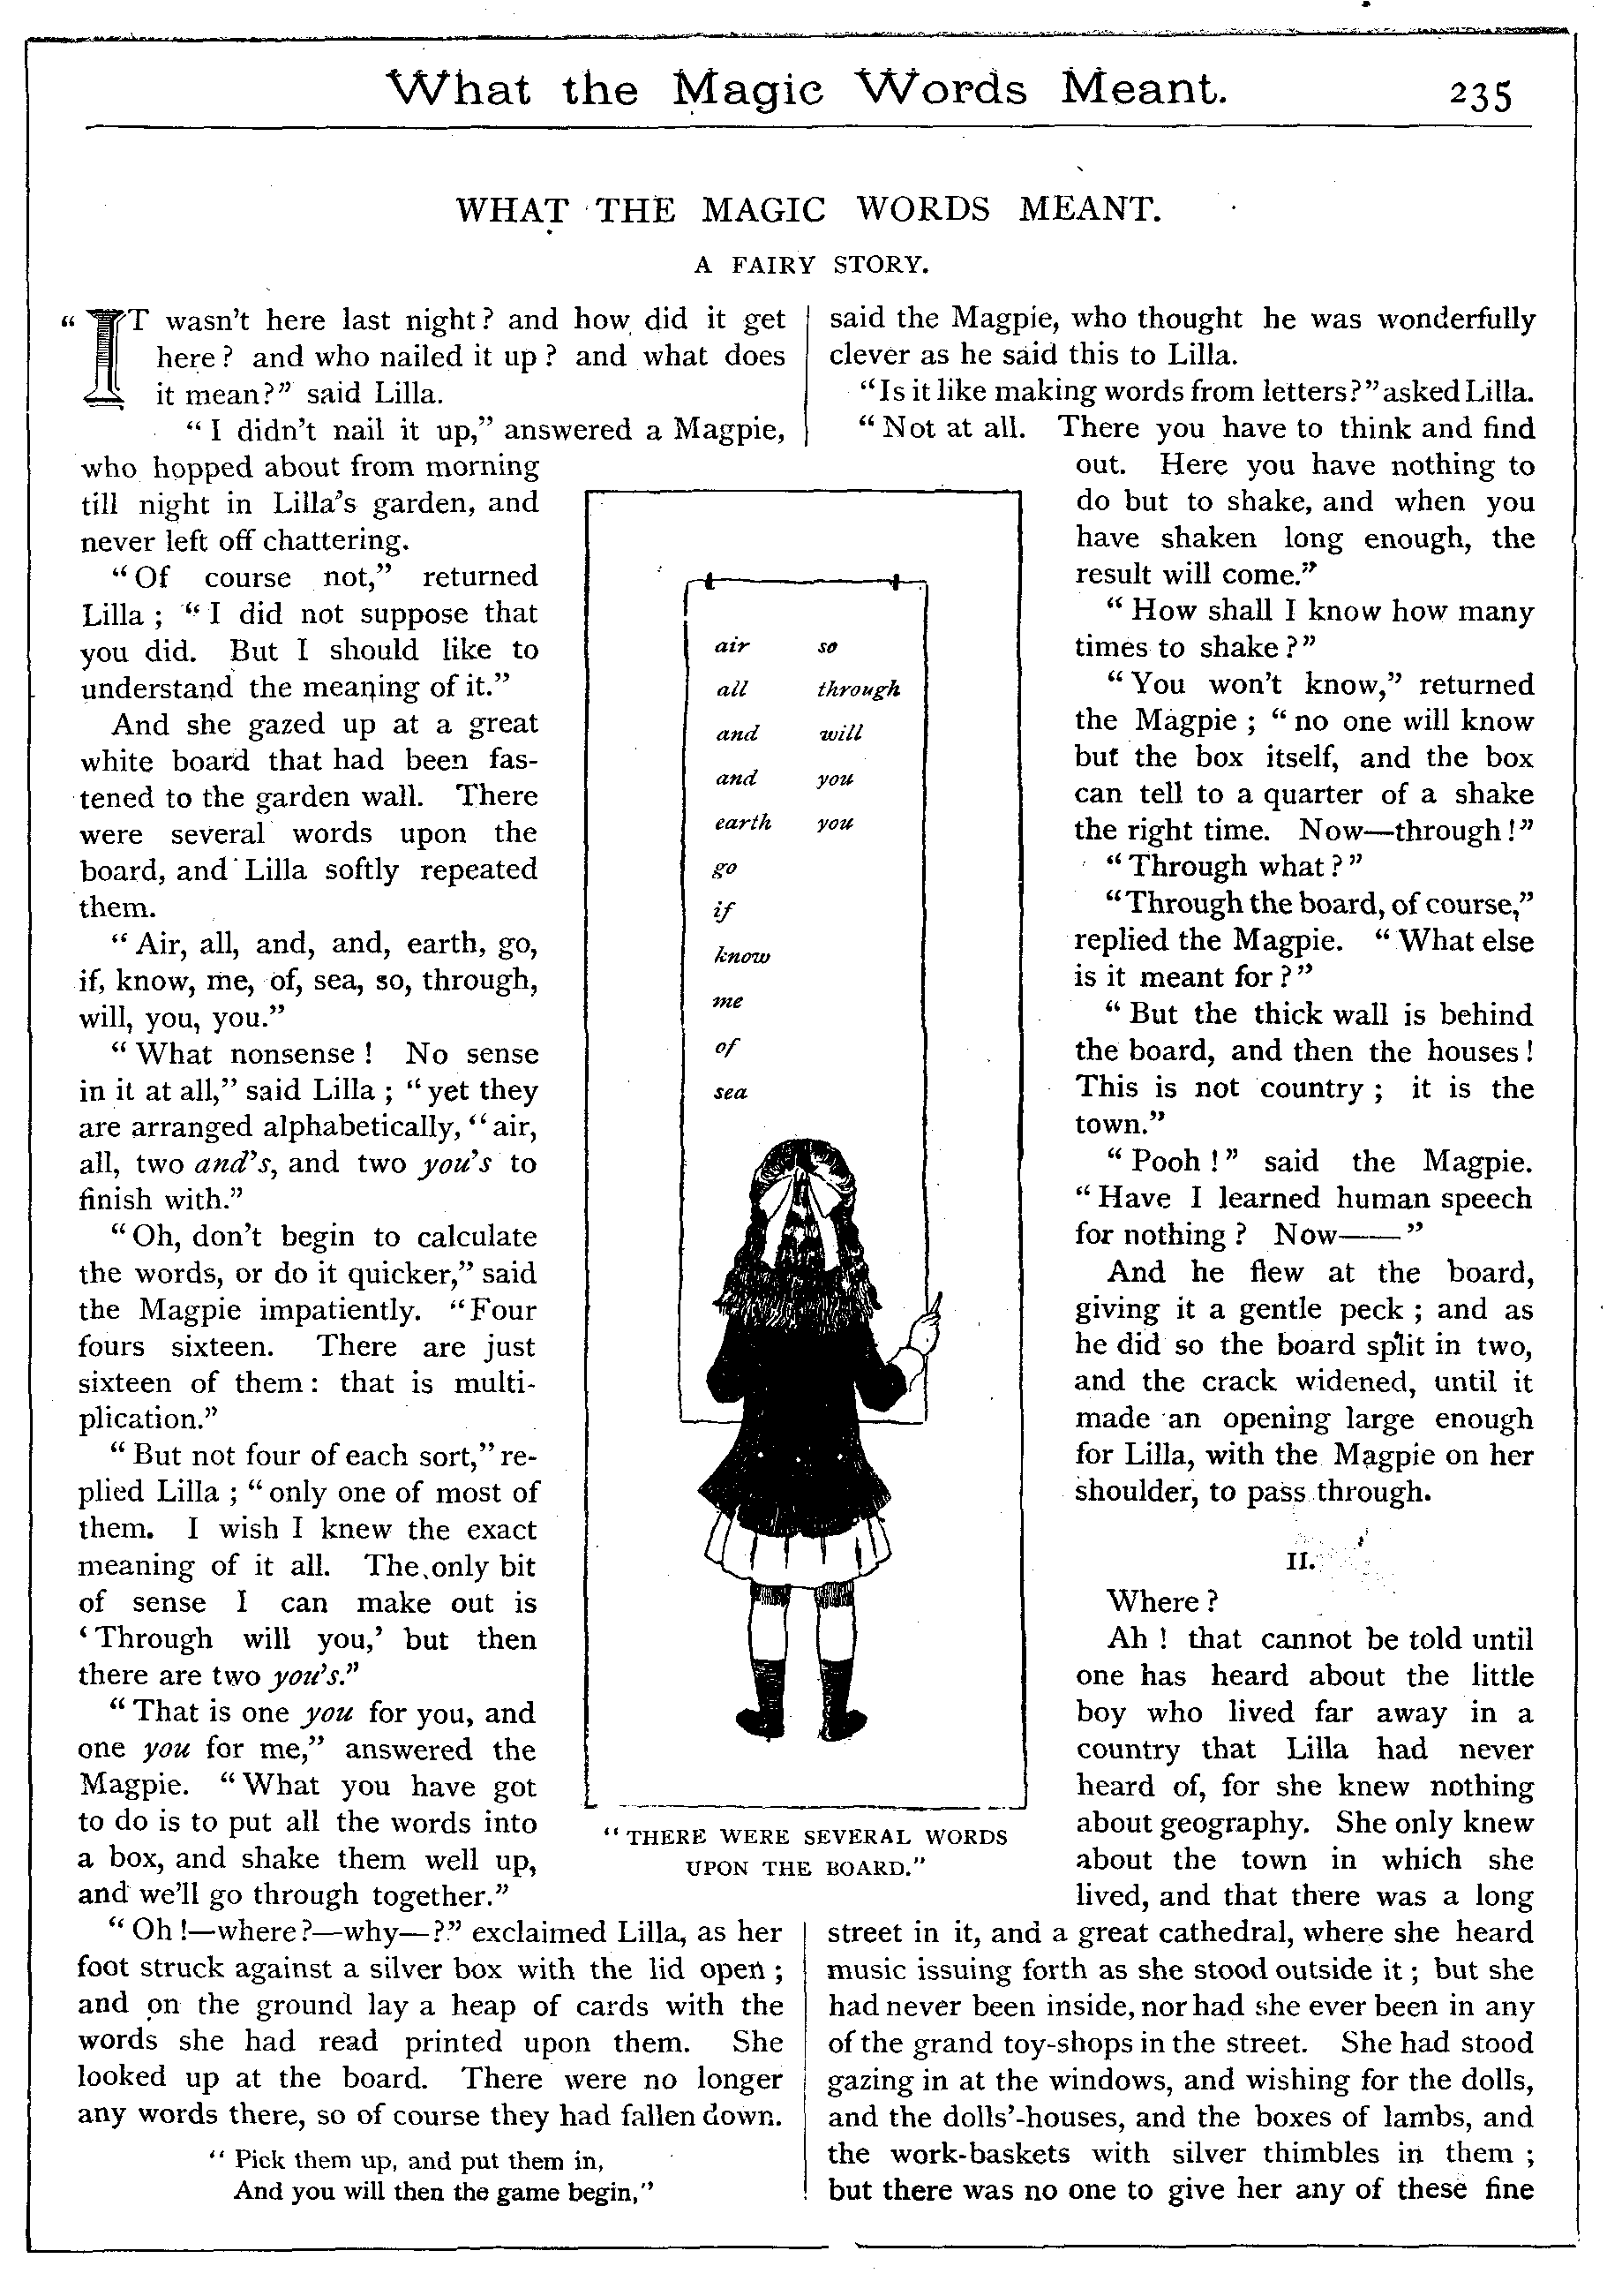 What the Magic Words Meant. 235
WHAT THE MAGIC WORDS MEANT.
A FAIRY STORY.
"IT wasn't here last night? and how did it get
here? and who nailed it up? and what does
it mean?" said Lilla.
"I didn't nail it up," answered a Magpie,
who hopped about from morning
till night in Lilla's garden, and
never left off chattering.
"Of course not," returned
Lilla; "I did not suppose that
you did. But I should like to
understand the meaning of it."
And she gazed up at a great
white board that had been fas-
tened to the garden wall. There
were several words upon the
board, and Lilla softly repeated
them.
"Air, all, and, and, earth, go,
if, know, me, of, sea, so, through,
will, you, you."
"What nonsense! No sense
in it at all," said Lilla; "yet they
are arranged alphabetically, "air,
all, two and's, and two you's to
finish with."
"Oh, don't begin to calculate
the words, or do it quicker," said
the Magpie impatiently. "Four
fours sixteen. There are just
sixteen of them: that is multi-
plication."
"But not four of each sort," re-
plied Lilla; "only one of most of
them. I wish I knew the exact
meaning of it all. The only bit
of sense I can make out is
'Through will you,' but then
there are two you's."
"That is one you for you, and
one you for me," answered the
Magpie. "What you have got
to do is to put all the words into
a box, and shake them well up,
and we'll go through together."
"Oh!—where?—why—?" exclaimed Lilla, as her
foot struck against a silver box with the lid open;
and on the ground lay a heap of cards with the
words she had read printed upon them. She
looked up at the board. There were no longer
any words there, so of course they had fallen down.
"Pick them up, and put them in,
And you will then the game begin,"
air so
all through
and will
and you
earth you
go
if
know
me
of
sea
"THERE WERE SEVERAL WORDS
UPON THE BOARD."
said the Magpie, who thought he was wonderfully
clever as he said this to Lilla.
"Is it like making words from letters?" asked Lilla.
"Not at all. There you have to think and find
out. Here you have nothing to
do but to shake, and when you
have shaken long enough, the
result will come."
"How shall I know how many
times to shake?"
"You won't know," returned
the Magpie; "no one will know
but the box itself, and the box
can tell to a quarter of a shake
the right time. Now—through!"
"Through what?"
"Through the board, of course,"
replied the Magpie. "What else
is it meant for?"
"But the thick wall is behind
the board, and then the houses!
This is not country; it is the
town."
"Pooh!" said the Magpie.
"Have I learned human speech
for nothing? Now——"
And he flew at the board,
giving it a gentle peck; and as
he did so the board split in two,
and the crack widened, until it
made an opening large enough
for Lilla, with the Magpie on her
shoulder, to pass through.
II.
Where?
Ah! that cannot be told until
one has heard about the little
boy who lived far away in a
country that Lilla had never
heard of, for she knew nothing
about geography. She only knew
about the town in which she
lived, and that there was a long
street in it, and a great cathedral, where she heard
music issuing forth as she stood outside it; but she
had never been inside, nor had she ever been in any
of the grand toy-shops in the street. She had stood
gazing in at the windows, and wishing for the dolls,
and the dolls'-houses, and the boxes of lambs, and
the work-baskets with silver thimbles in them;
but there was no one to give her any of these fine